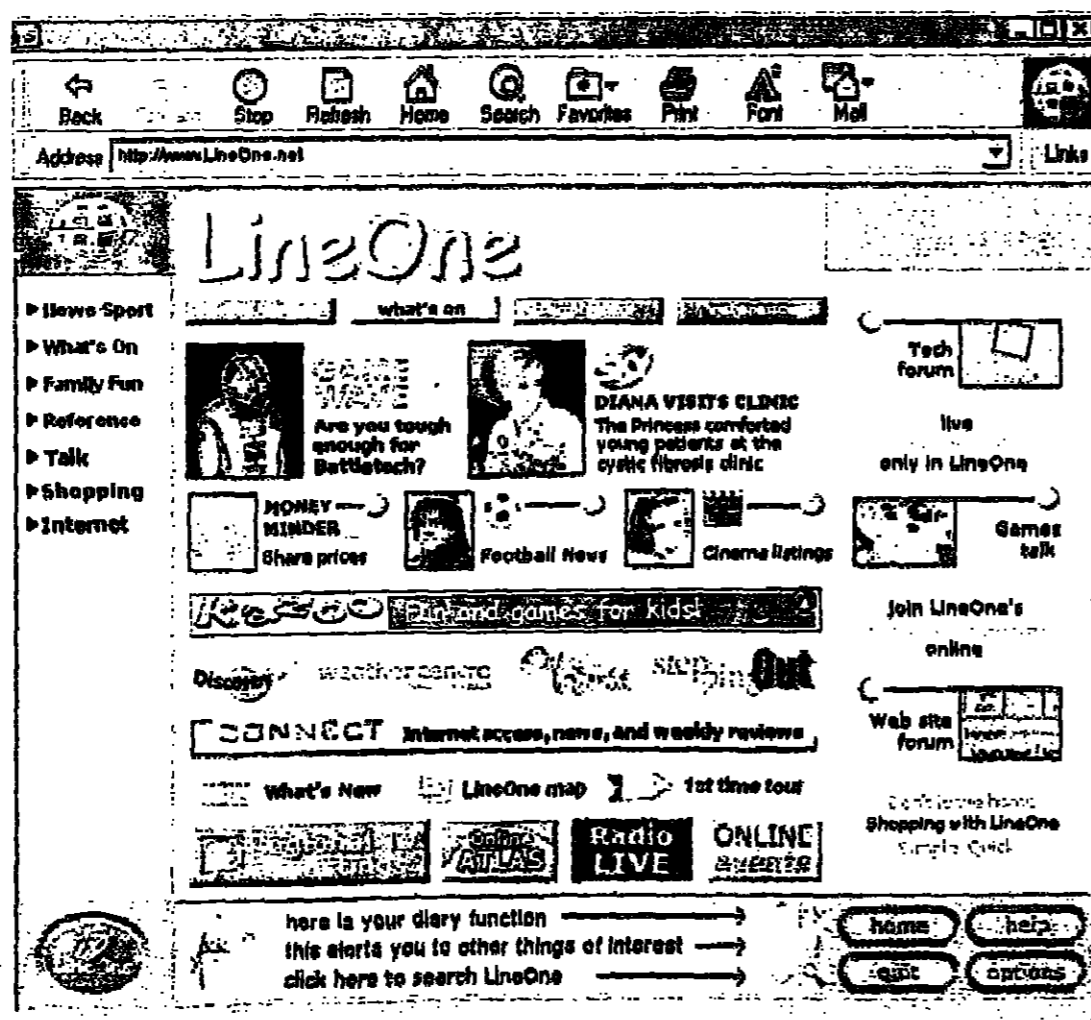 Back
Stop
Refresh
Home
Search
Favorites
Print
Font
Mail
Address
http://www.LineOne.net
Links
LineOne
News Sport
What's On
Family Fun
Reference
Talk
Shopping
Internet
what's on
Are you tough
enough for
Battletech?
DIANA VISITS CLINIC
The Princess comforted
young patients at the
cystic fibrosis clinic
Tech
forum
live
only in LineOne
MONEY
MINDER
Share prices
Football News
Cinema listings
Games
talk
Fun and games for kids!
Join LineOne's
online
Discovery
weather centre
Out
CONNECT
Internet access, news, and weekly reviews
Web site
forum
What's New
LineOne map
1st time tour
Shopping with LineOne
Simple Quick
Online
ATLAS
Radio
LIVE
ONLINE
events
here is your diary function
this alerts you to other things of interest
click here to search LineOne
home
help
quit
options